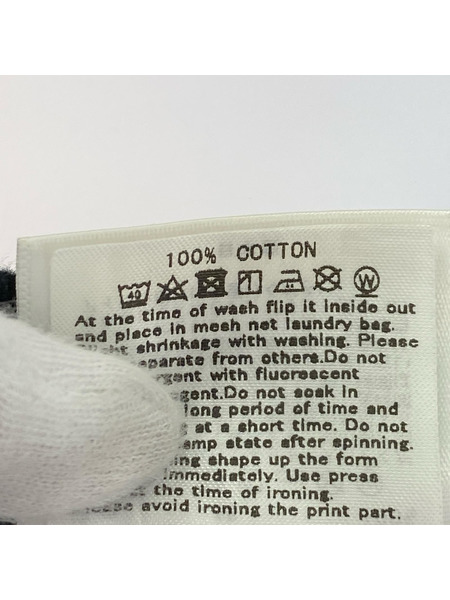 100% COTTON
40
W
At the time of wash flip it inside out
and place in mesh net laundry bag.
shrinkage with washing. Please
separate from others.Do not
with fluorescent
Do not soak in
long period of time and
at a short time. Do not
state after spinning.
shape up the form
immediately. Use press
the time of ironing.
avoid ironing the print part.